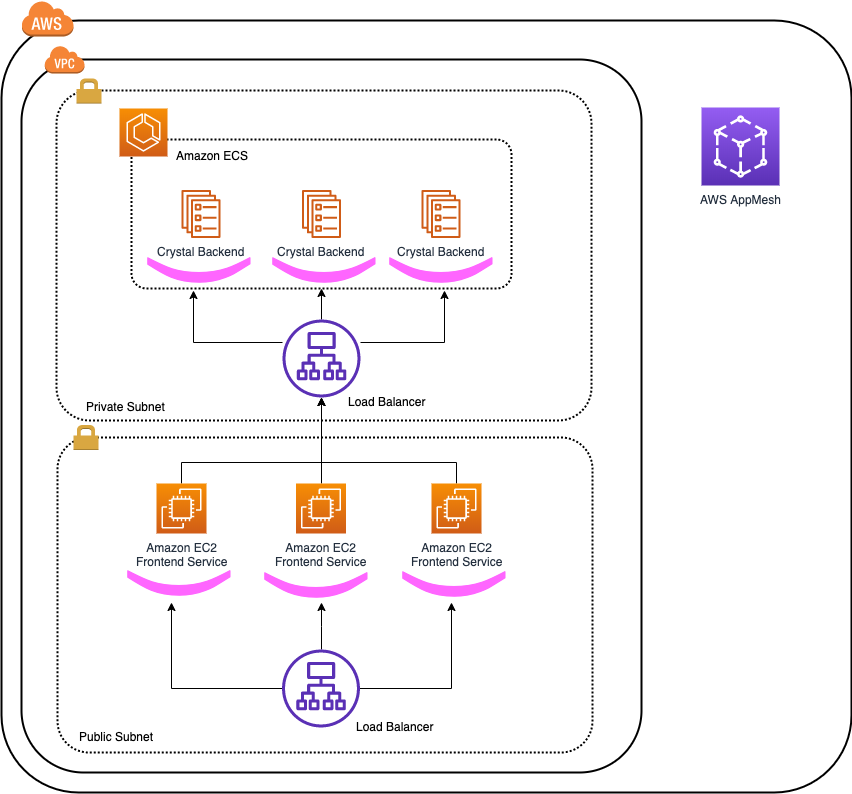 AWS
VPC
Amazon ECS
AWS AppMesh
Crystal Backend
Crystal Backend
Crystal Backend
Load Balancer
Private Subnet
Amazon EC2
Frontend Service
Amazon EC2
Frontend Service
Amazon EC2
Frontend Service
Load Balancer
Public Subnet